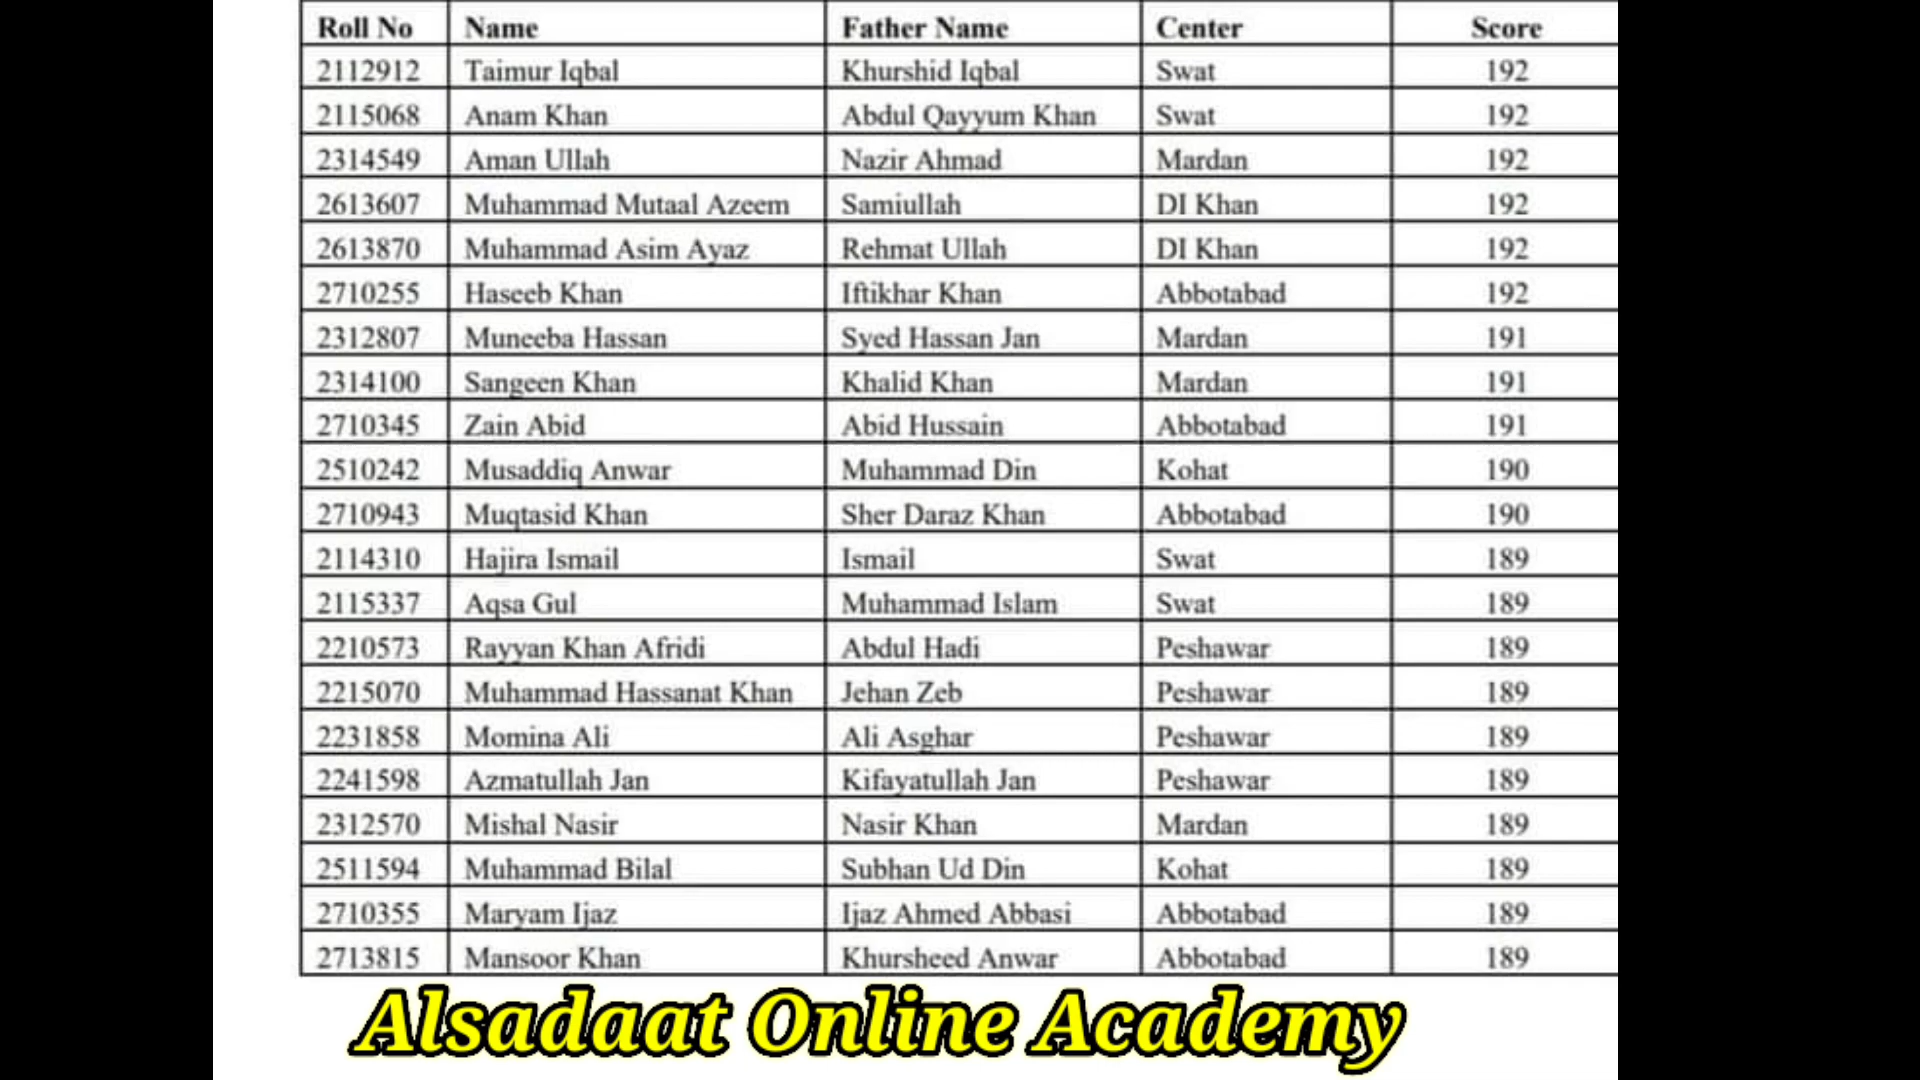 Roll No Name Father Name Center Score
2112912 Taimur Iqbal Khurshid Iqbal Swat 192
2115068 Anam Khan Abdul Qayyum Khan Swat 192
2314549 Aman Ullah Nazir Ahmad Mardan 192
2613607 Muhammad Mutaal Azeem Samiullah DI Khan 192
2613870 Muhammad Asim Ayaz Rehmat Ullah DI Khan 192
2710255 Haseeb Khan Iftikhar Khan Abbotabad 192
2312807 Muneeba Hassan Syed Hassan Jan Mardan 191
2314100 Sangeen Khan Khalid Khan Mardan 191
2710345 Zain Abid Abid Hussain Abbotabad 191
2510242 Musaddiq Anwar Muhammad Din Kohat 190
2710943 Muqtasid Khan Sher Daraz Khan Abbotabad 190
2114310 Hajira Ismail Ismail Swat 189
2115337 Aqsa Gul Muhammad Islam Swat 189
2210573 Rayyan Khan Afridi Abdul Hadi Peshawar 189
2215070 Muhammad Hassanat Khan Jehan Zeb Peshawar 189
2231858 Momina Ali Ali Asghar Peshawar 189
2241598 Azmatullah Jan Kifayatullah Jan Peshawar 189
2312570 Mishal Nasir Nasir Khan Mardan 189
2511594 Muhammad Bilal Subhan Ud Din Kohat 189
2710355 Maryam Ijaz Ijaz Ahmed Abbasi Abbotabad 189
2713815 Mansoor Khan Khursheed Anwar Abbotabad 189
Alsadaat Online Academy